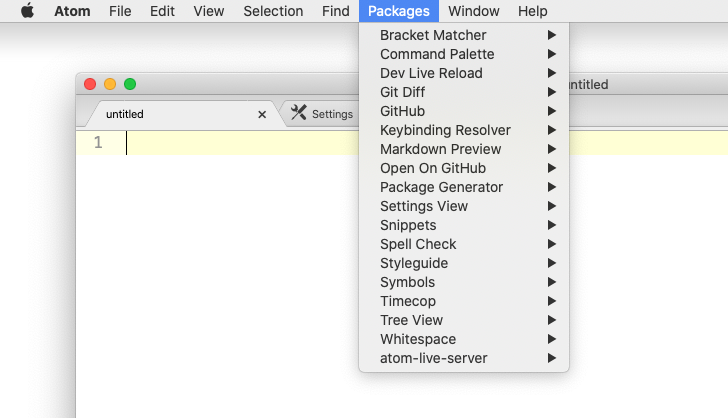 Atom File Edit View Selection Find Packages Window Help
Bracket Matcher
Command Palette
Dev Live Reload
Git Diff
GitHub
Keybinding Resolver
Markdown Preview
Open On GitHub
Package Generator
Settings View
Snippets
Spell Check
Styleguide
Symbols
Timecop
Tree View
Whitespace
atom-live-server
ntitled
untitled Settings
1